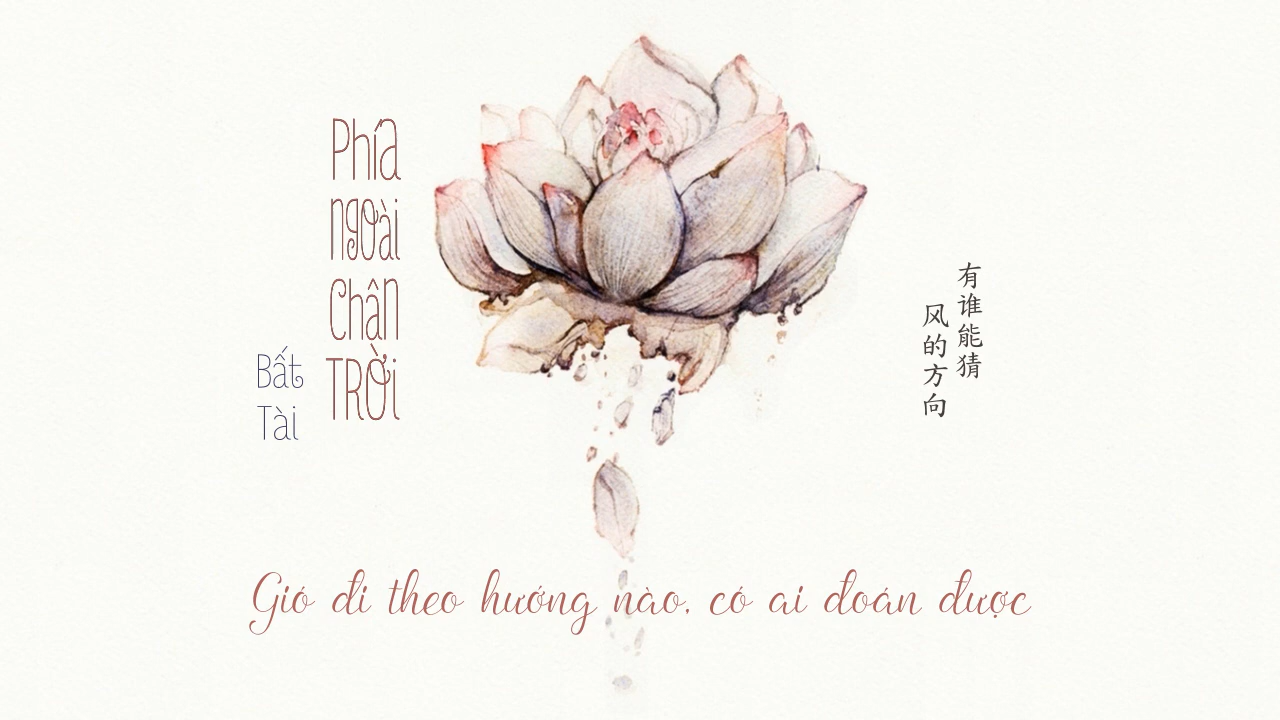 Phía
ngoài
chân
trời
Bất
Tài
有谁能猜
风的方向
Gió đi theo hướng nào, có ai đoán được